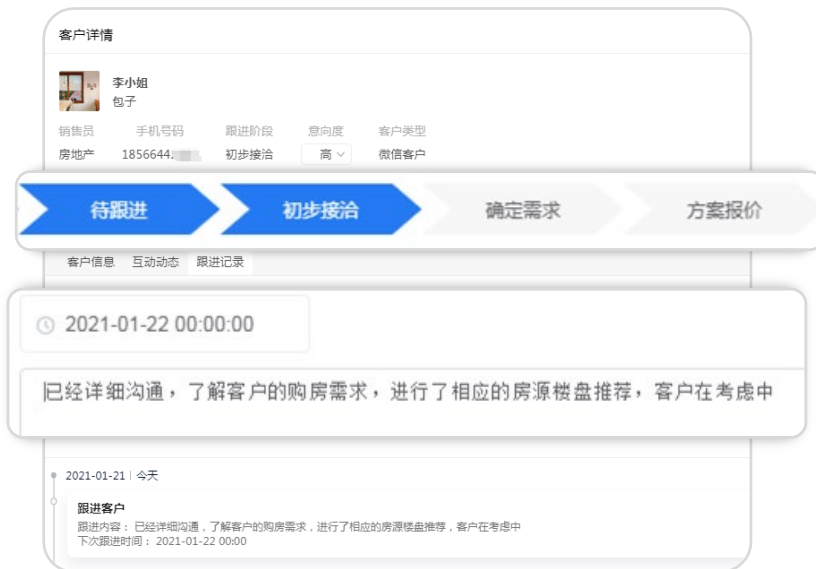 客户详情
李小姐
包子
销售员 手机号码 跟进阶段 意向度 客户类型
房地产 1856644 初步接洽 高 微信客户
待跟进 初步接洽 确定需求 方案报价
客户信息 互动动态 跟进记录
2021-01-22 00:00:00
已经详细沟通，了解客户的购房需求，进行了相应的房源楼盘推荐，客户在考虑中
2021-01-21 今天
跟进客户
跟进内容： 已经详细沟通，了解客户的购房需求，进行了相应的房源楼盘推荐，客户在考虑中
下次跟进时间： 2021-01-22 00:00